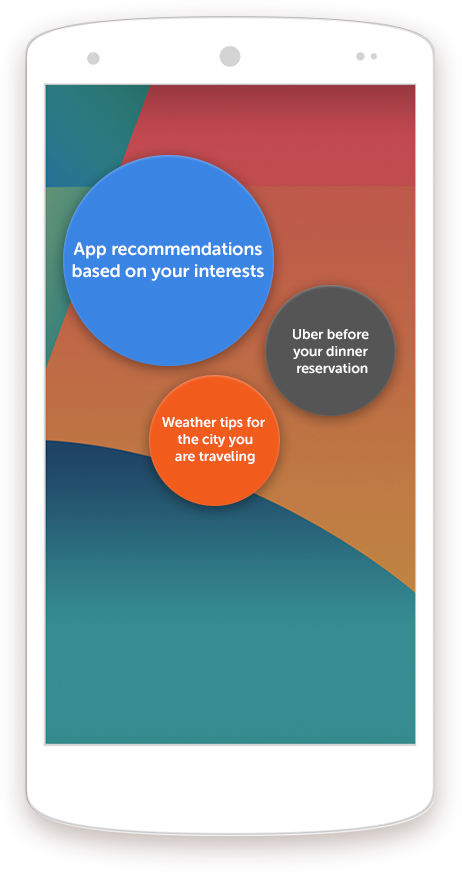 App recommendations
based on your interests
Uber before
your dinner
reservation
Weather tips for
the city you
are traveling